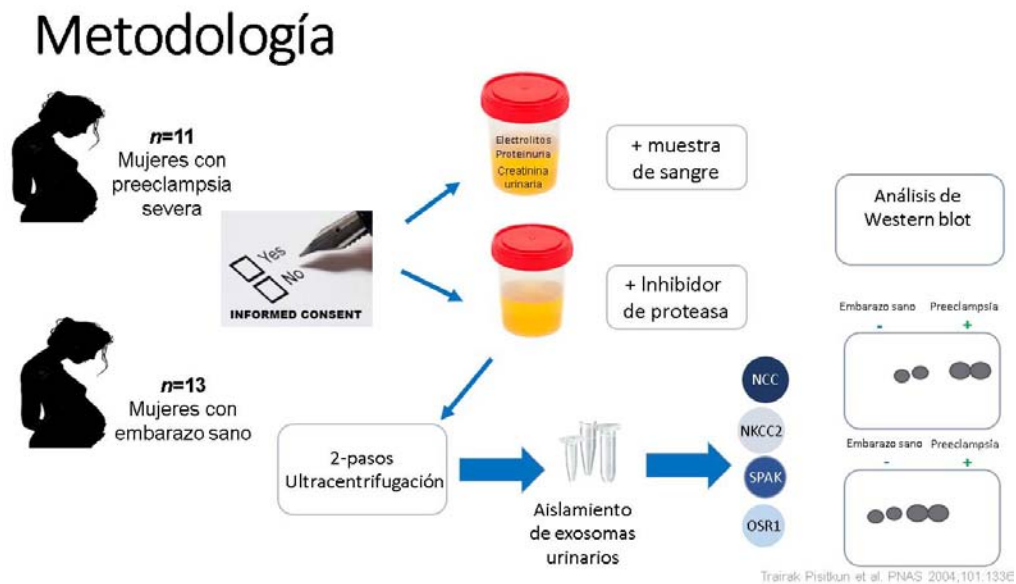 Metodología
n=11
Mujeres con
preeclampsia
severa
Electrolitos
Proteinuria
Creatinina
urinaria
+ muestra
de sangre
Yes
No
INFORMED CONSENT
+ Inhibidor
de proteasa
n=13
Mujeres con
embarazo sano
2-pasos
Ultracentrifugación
Aislamiento
de exosomas
urinarios
NCC
NKCC2
SPAK
OSR1
Análisis de
Western blot
Embarazo sano Preeclampsia
- +
Embarazo sano Preeclampsia
- +
Trairak Pisitkun et al. PNAS 2004;101:1336